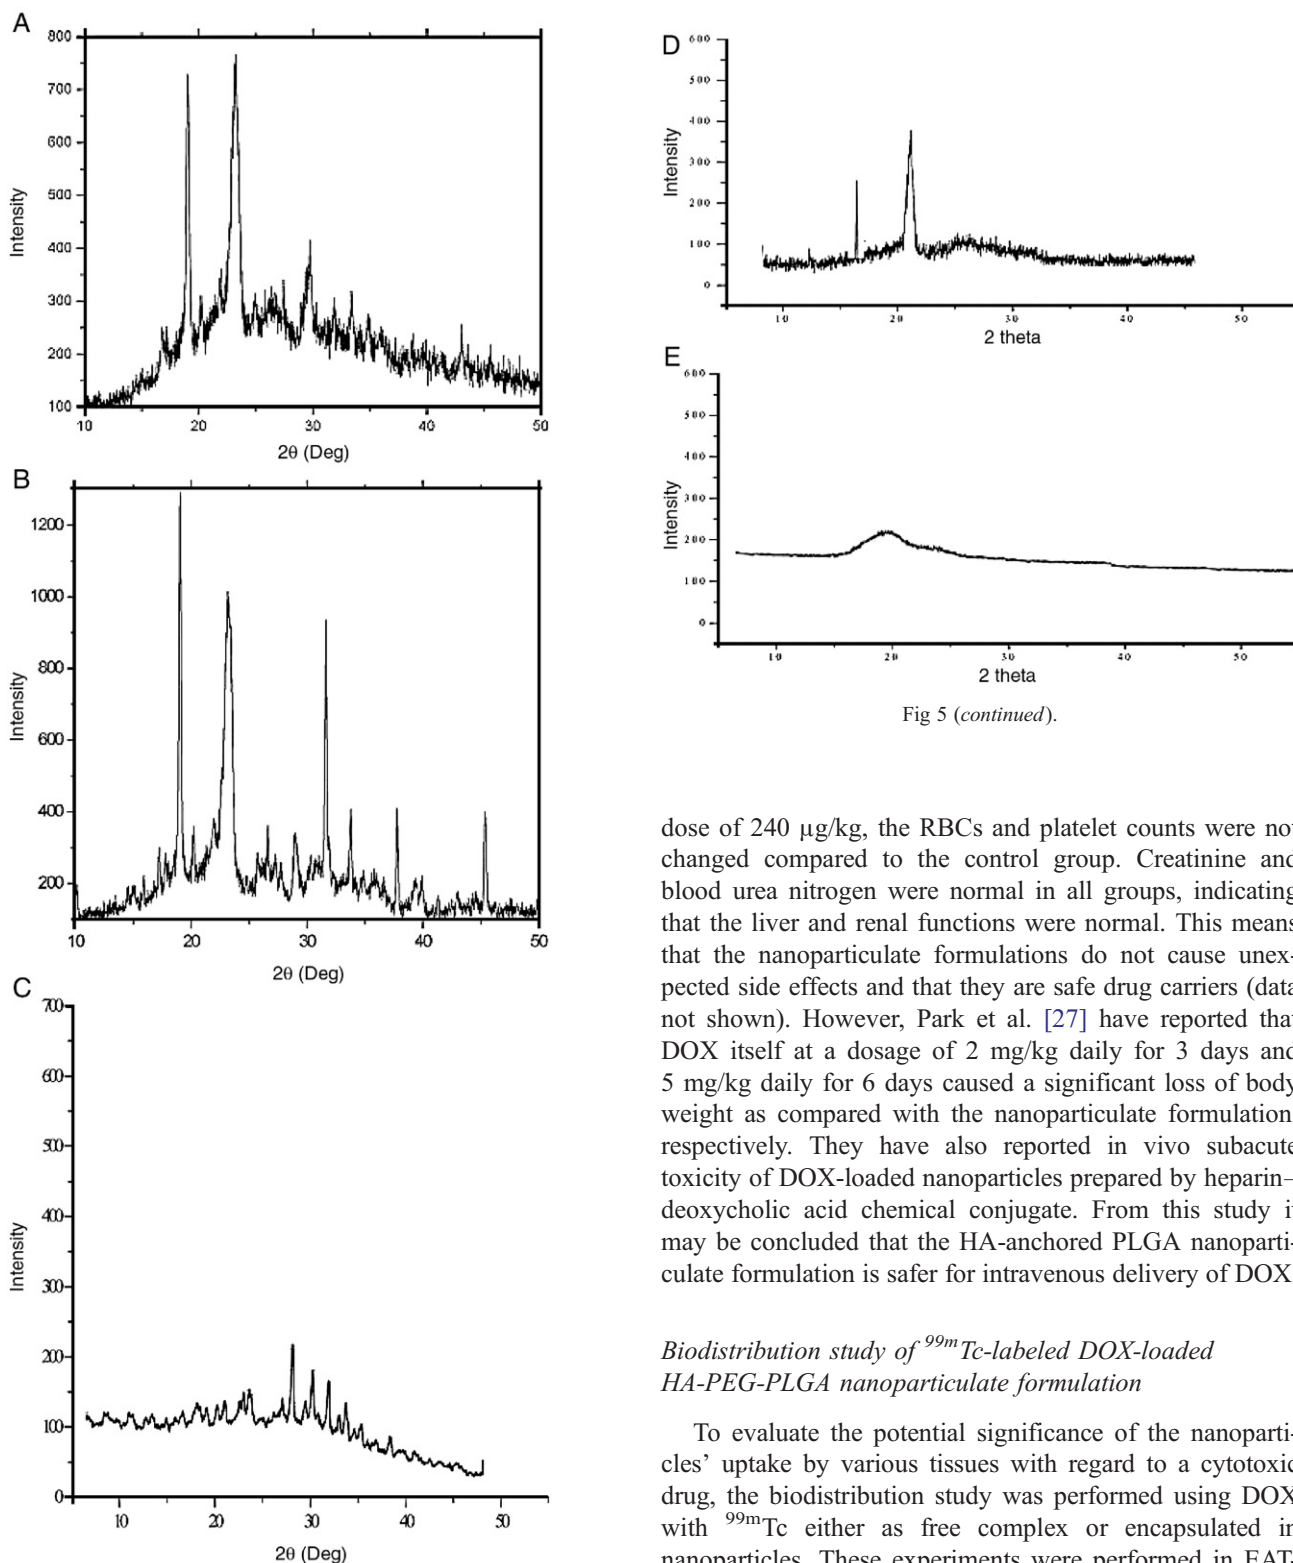 A
800
700
600
500
400
300
200
100
Intensity
10 20 30 40 50
2θ (Deg)
B
1200
1000
800
600
400
200
Intensity
10 20 30 40 50
2θ (Deg)
C
700
600
500
400
300
200
100
0
Intensity
10 20 30 40 50
2θ (Deg)
D
600
500
400
300
200
100
0
Intensity
10 20 30 40 50
2 theta
E
600
500
400
300
200
100
0
Intensity
10 20 30 40 50
2 theta
Fig 5 (continued).
dose of 240 µg/kg, the RBCs and platelet counts were not
changed compared to the control group. Creatinine and
blood urea nitrogen were normal in all groups, indicating
that the liver and renal functions were normal. This means
that the nanoparticulate formulations do not cause unex-
pected side effects and that they are safe drug carriers (data
not shown). However, Park et al. [27] have reported that
DOX itself at a dosage of 2 mg/kg daily for 3 days and
5 mg/kg daily for 6 days caused a significant loss of body
weight as compared with the nanoparticulate formulation
respectively. They have also reported in vivo subacute
toxicity of DOX-loaded nanoparticles prepared by heparin–
deoxycholic acid chemical conjugate. From this study it
may be concluded that the HA-anchored PLGA nanoparti-
culate formulation is safer for intravenous delivery of DOX
Biodistribution study of 99mTc-labeled DOX-loaded
HA-PEG-PLGA nanoparticulate formulation
To evaluate the potential significance of the nanoparti-
cles' uptake by various tissues with regard to a cytotoxic
drug, the biodistribution study was performed using DOX
with 99mTc either as free complex or encapsulated in
nanoparticles. These experiments were performed in EAT-